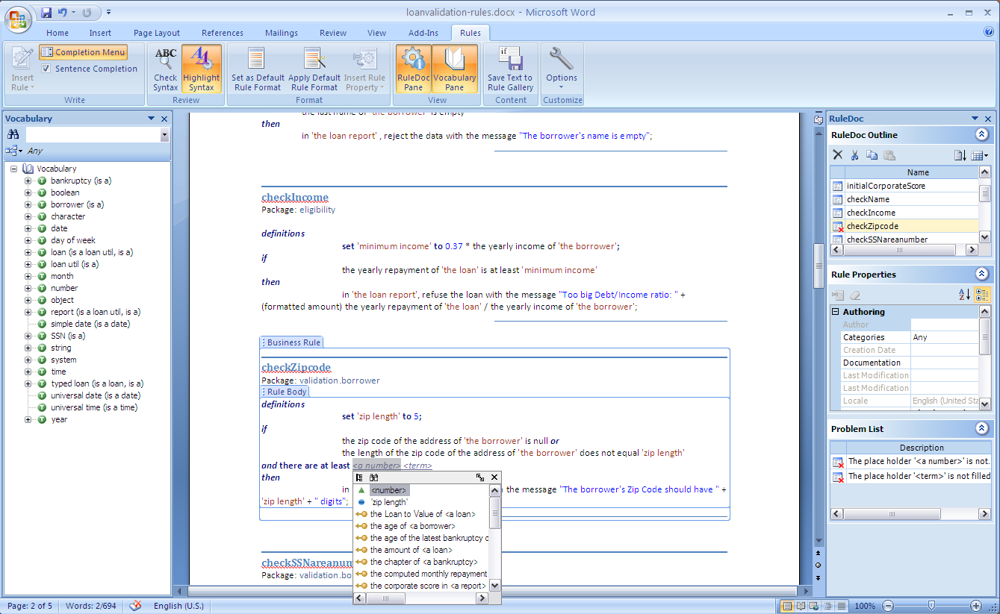 loanvalidation-rules.docx - Microsoft Word
Home Insert Page Layout References Mailings Review View Add-Ins Rules
Insert Rule
Completion Menu
Sentence Completion
Write
ABC
Check Syntax
Highlight Syntax
Review
Set as Default Rule Format
Apply Default Rule Format
Insert Rule Property
Format
RuleDoc Pane
Vocabulary Pane
View
if
Save Text to Rule Gallery
Content
Options
Customize
Vocabulary
Any
Vocabulary
bankruptcy (is a)
boolean
borrower (is a)
character
date
day of week
loan (is a loan util, is a)
loan util (is a)
month
number
object
report (is a loan util, is a)
simple date (is a date)
SSN (is a)
string
system
time
typed loan (is a loan, is a)
universal date (is a date)
universal time (is a time)
year
the last name of 'the borrower' is empty
then
in 'the loan report' , reject the data with the message "The borrower's name is empty";
checkIncome
Package: eligibility
definitions
set 'minimum income' to 0.37 * the yearly income of 'the borrower';
if
the yearly repayment of 'the loan' is at least 'minimum income'
then
in 'the loan report', refuse the loan with the message "Too big Debt/Income ratio: " +
(formatted amount) the yearly repayment of 'the loan' / the yearly income of 'the borrower';
Business Rule
checkZipcode
Package: validation.borrower
Rule Body
definitions
set 'zip length' to 5;
if
the zip code of the address of 'the borrower' is null or
the length of the zip code of the address of 'the borrower' does not equal 'zip length'
and there are at least <a number> <term>
then
in the message "The borrower's Zip Code should have " +
'zip length' + " digits";
<number>
'zip length'
the Loan to Value of <a loan>
the age of <a borrower>
the age of the latest bankruptcy
the amount of <a loan>
the chapter of <a bankruptcy>
the computed monthly repayment
the corporate score in <a report>
checkSSNareanum
Package: validation.bo
RuleDoc
RuleDoc Outline
Name
initialCorporateScore
checkName
checkIncome
checkZipcode
checkSSNareanumber
Rule Properties
Authoring
Author
Categories Any
Creation Date
Documentation
Last Modification
Last Modification
Locale English (United Sta
Problem List
Description
The place holder '<a number>' is not.
The place holder '<term>' is not filled
Page: 2 of 5 Words: 2/694 English (U.S.) 100%